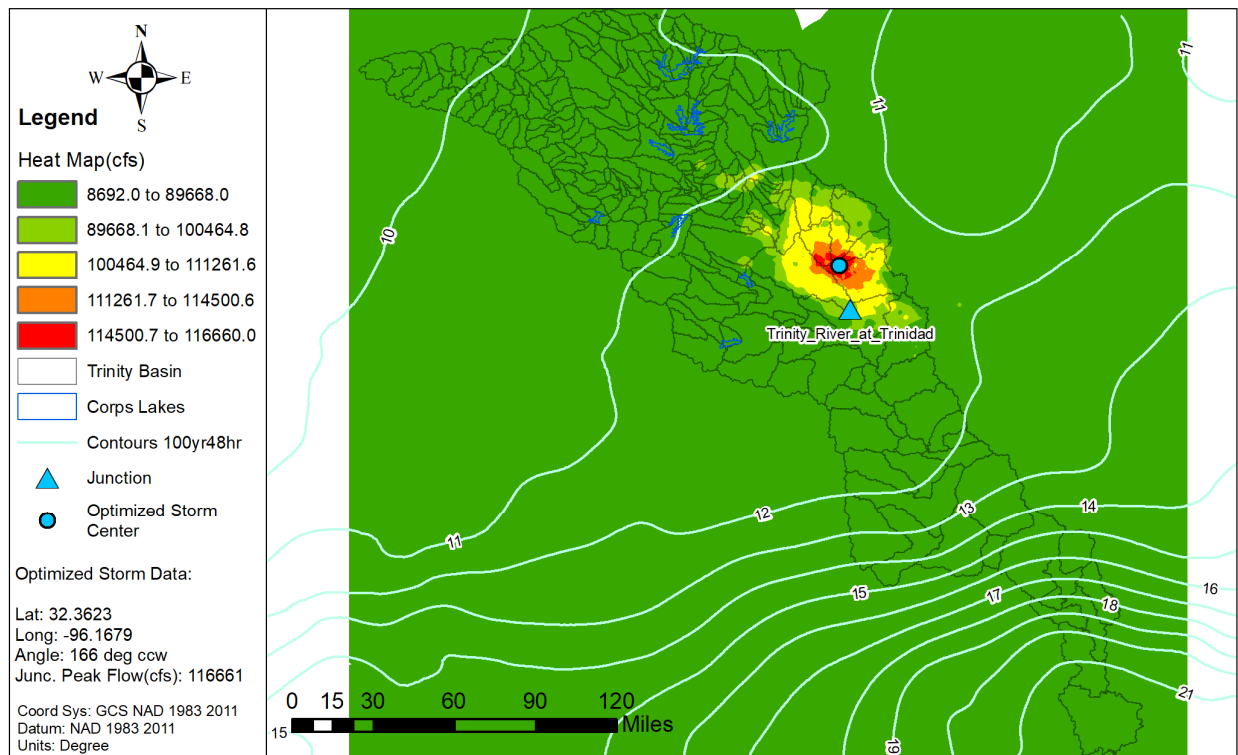 N
W
E
S
Legend
Heat Map(cfs)
8692.0 to 89668.0
89668.1 to 100464.8
100464.9 to 111261.6
111261.7 to 114500.6
114500.7 to 116660.0
Trinity Basin
Corps Lakes
Contours 100yr48hr
Junction
Optimized Storm
Center
Optimized Storm Data:
Lat: 32.3623
Long: -96.1679
Angle: 166 deg ccw
Junc. Peak Flow(cfs): 116661
Coord Sys: GCS NAD 1983 2011
Datum: NAD 1983 2011
Units: Degree
11
11
10
Trinity_River_at_Trinidad
12
13
14
11
15
17
16
18
21
19
15
0 15 30 60 90 120
Miles